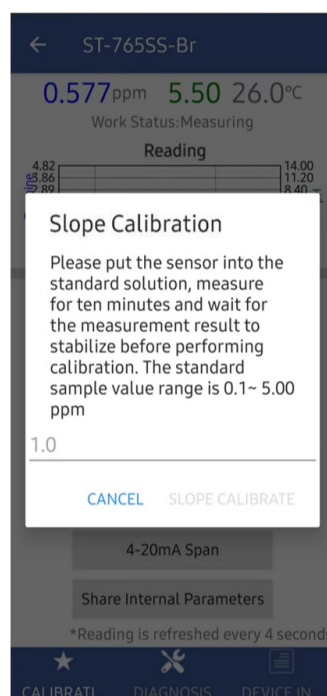 ← ST-765SS-Br
0.577ppm 5.50 26.0°C
Work Status:Measuring
Reading
4.82 14.00
3.86 11.20
2.89 8.40
Slope Calibration
Please put the sensor into the
standard solution, measure
for ten minutes and wait for
the measurement result to
stabilize before performing
calibration. The standard
sample value range is 0.1~ 5.00
ppm
1.0
CANCEL SLOPE CALIBRATE
4-20mA Span
Share Internal Parameters
*Reading is refreshed every 4 second
CALIBRATI DIAGNOSIS DEVICE IN